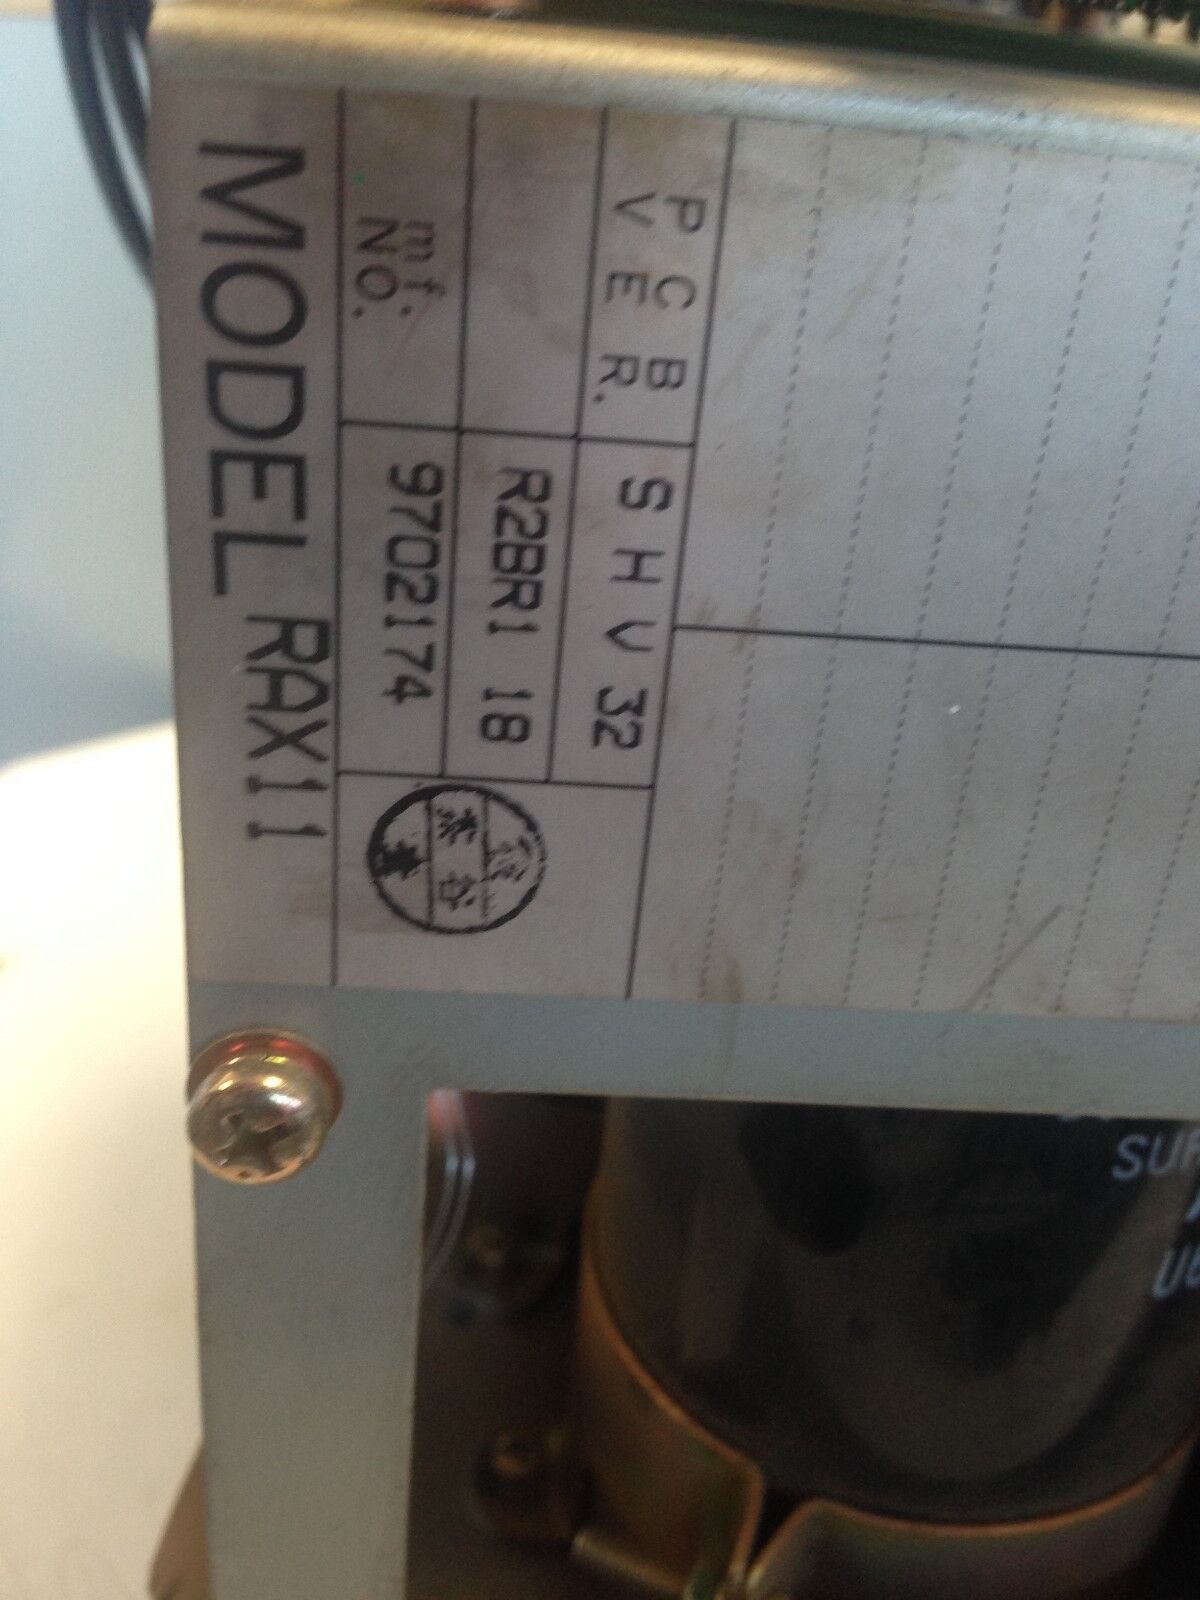 PCB
VER.
SHV 32
R2BR1 18
mf.
NO.
9702174
MODEL RAX11